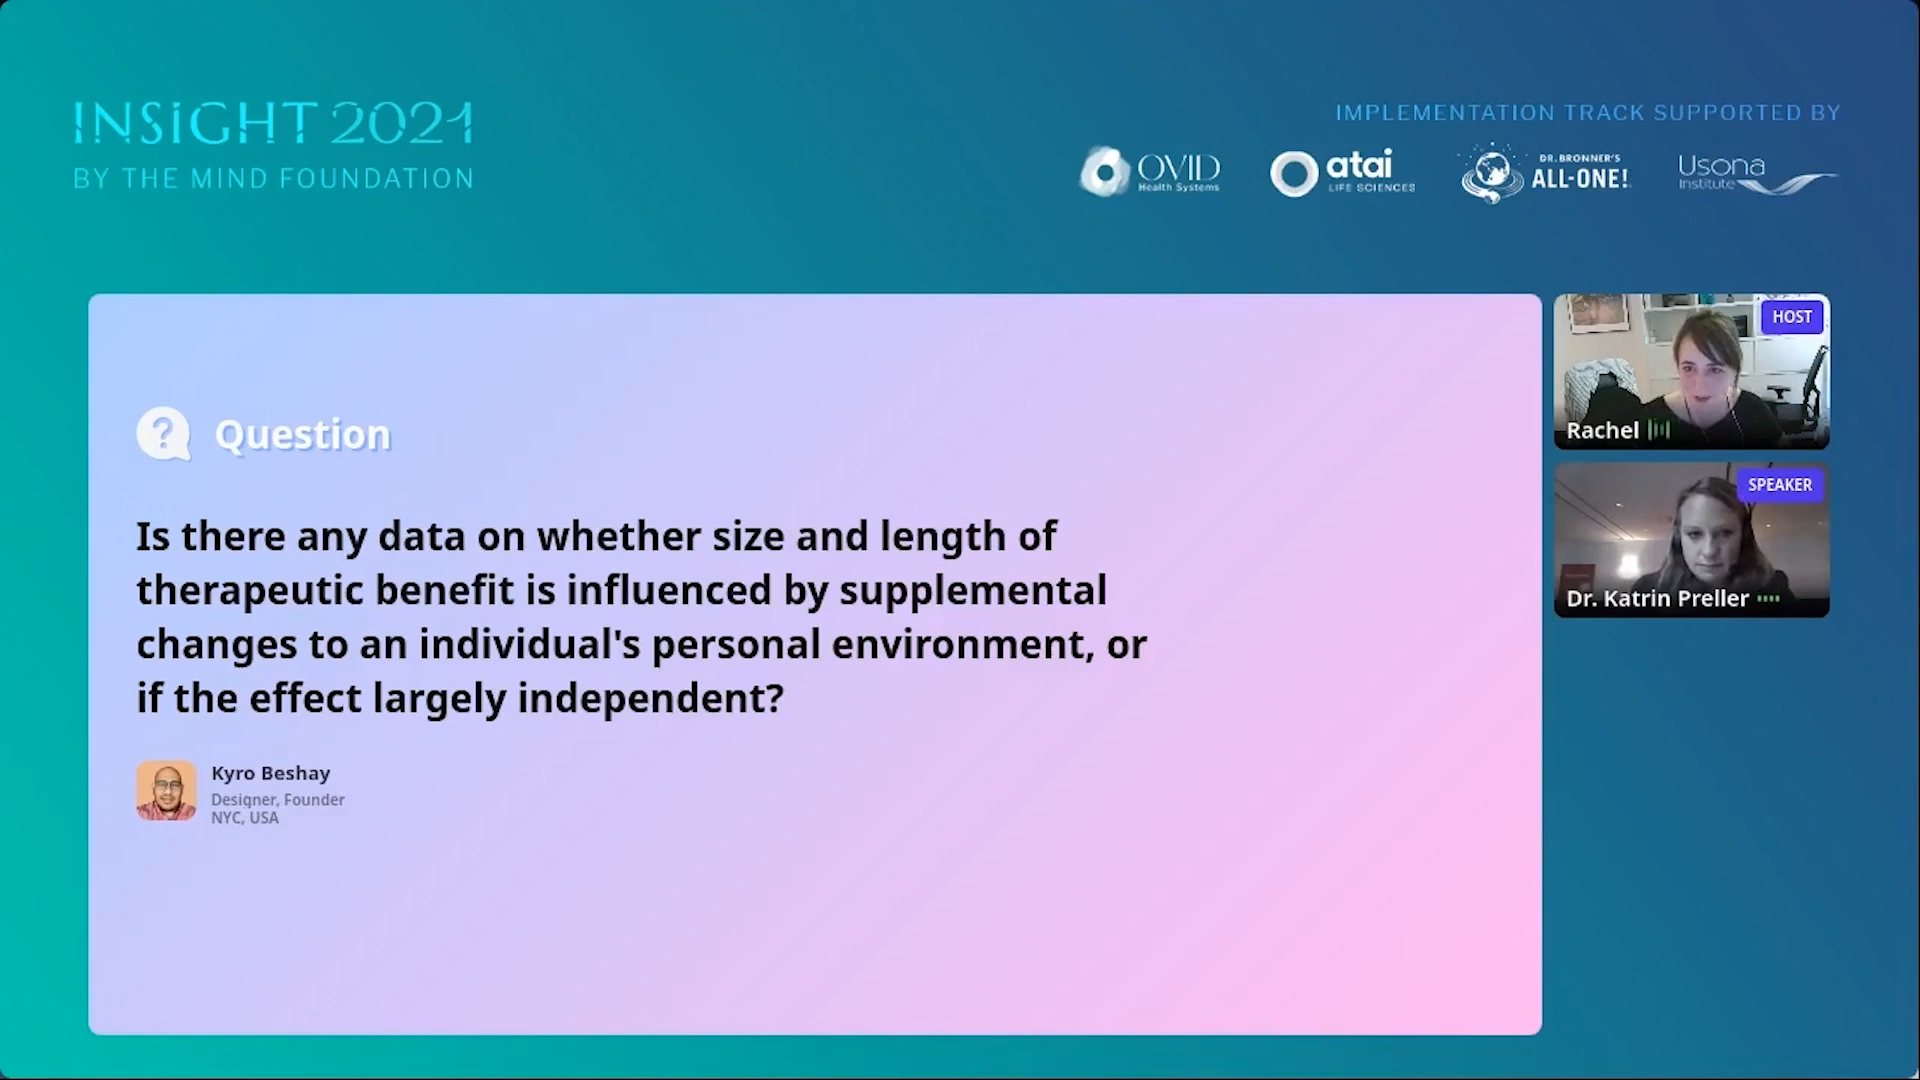 INSiGHT 2021
BY THE MIND FOUNDATION
IMPLEMENTATION TRACK SUPPORTED BY
OVID
Health Systems
atai
LIFE SCIENCES
DR. BRONNER'S
ALL-ONE!
Usona
Institute
? Question
Is there any data on whether size and length of
therapeutic benefit is influenced by supplemental
changes to an individual's personal environment, or
if the effect largely independent?
Kyro Beshay
Designer, Founder
NYC, USA
HOST
Rachel
SPEAKER
Dr. Katrin Preller